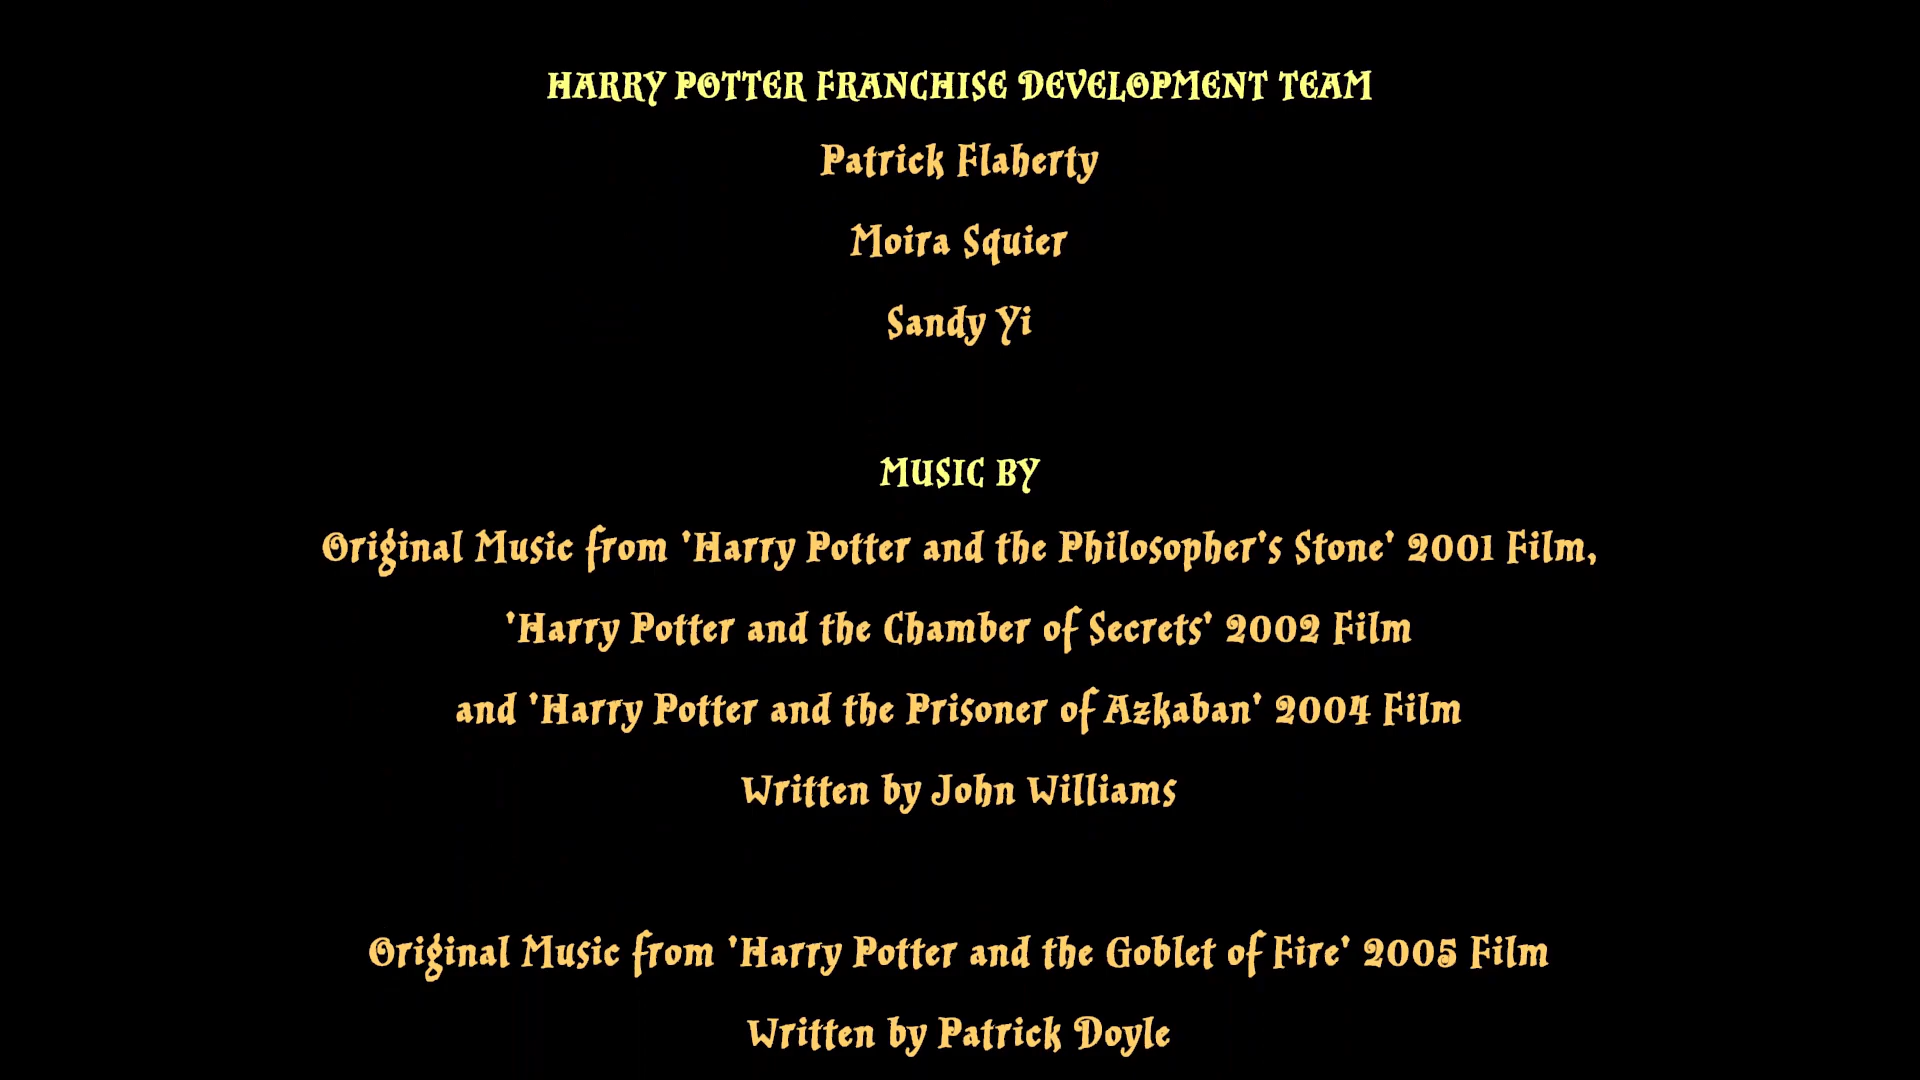 HARRY POTTER FRANCHISE DEVELOPMENT TEAM
Patrick Flaherty
Moira Squier
Sandy Yi
MUSIC BY
Original Music from 'Harry Potter and the Philosopher's Stone' 2001 Film,
'Harry Potter and the Chamber of Secrets' 2002 Film
and 'Harry Potter and the Prisoner of Azkaban' 2004 Film
Written by John Williams
Original Music from 'Harry Potter and the Goblet of Fire' 2005 Film
Written by Patrick Doyle